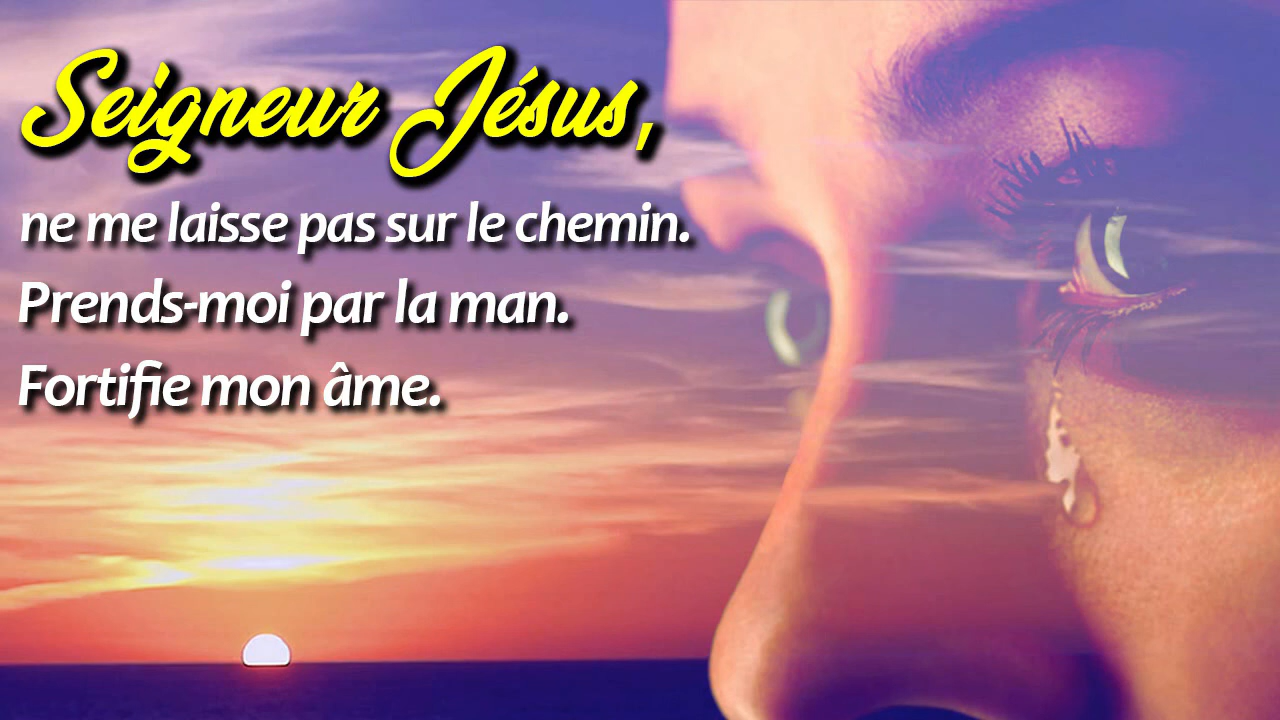 Seigneur Jésus,
ne me laisse pas sur le chemin.
Prends-moi par la man.
Fortifie mon âme.